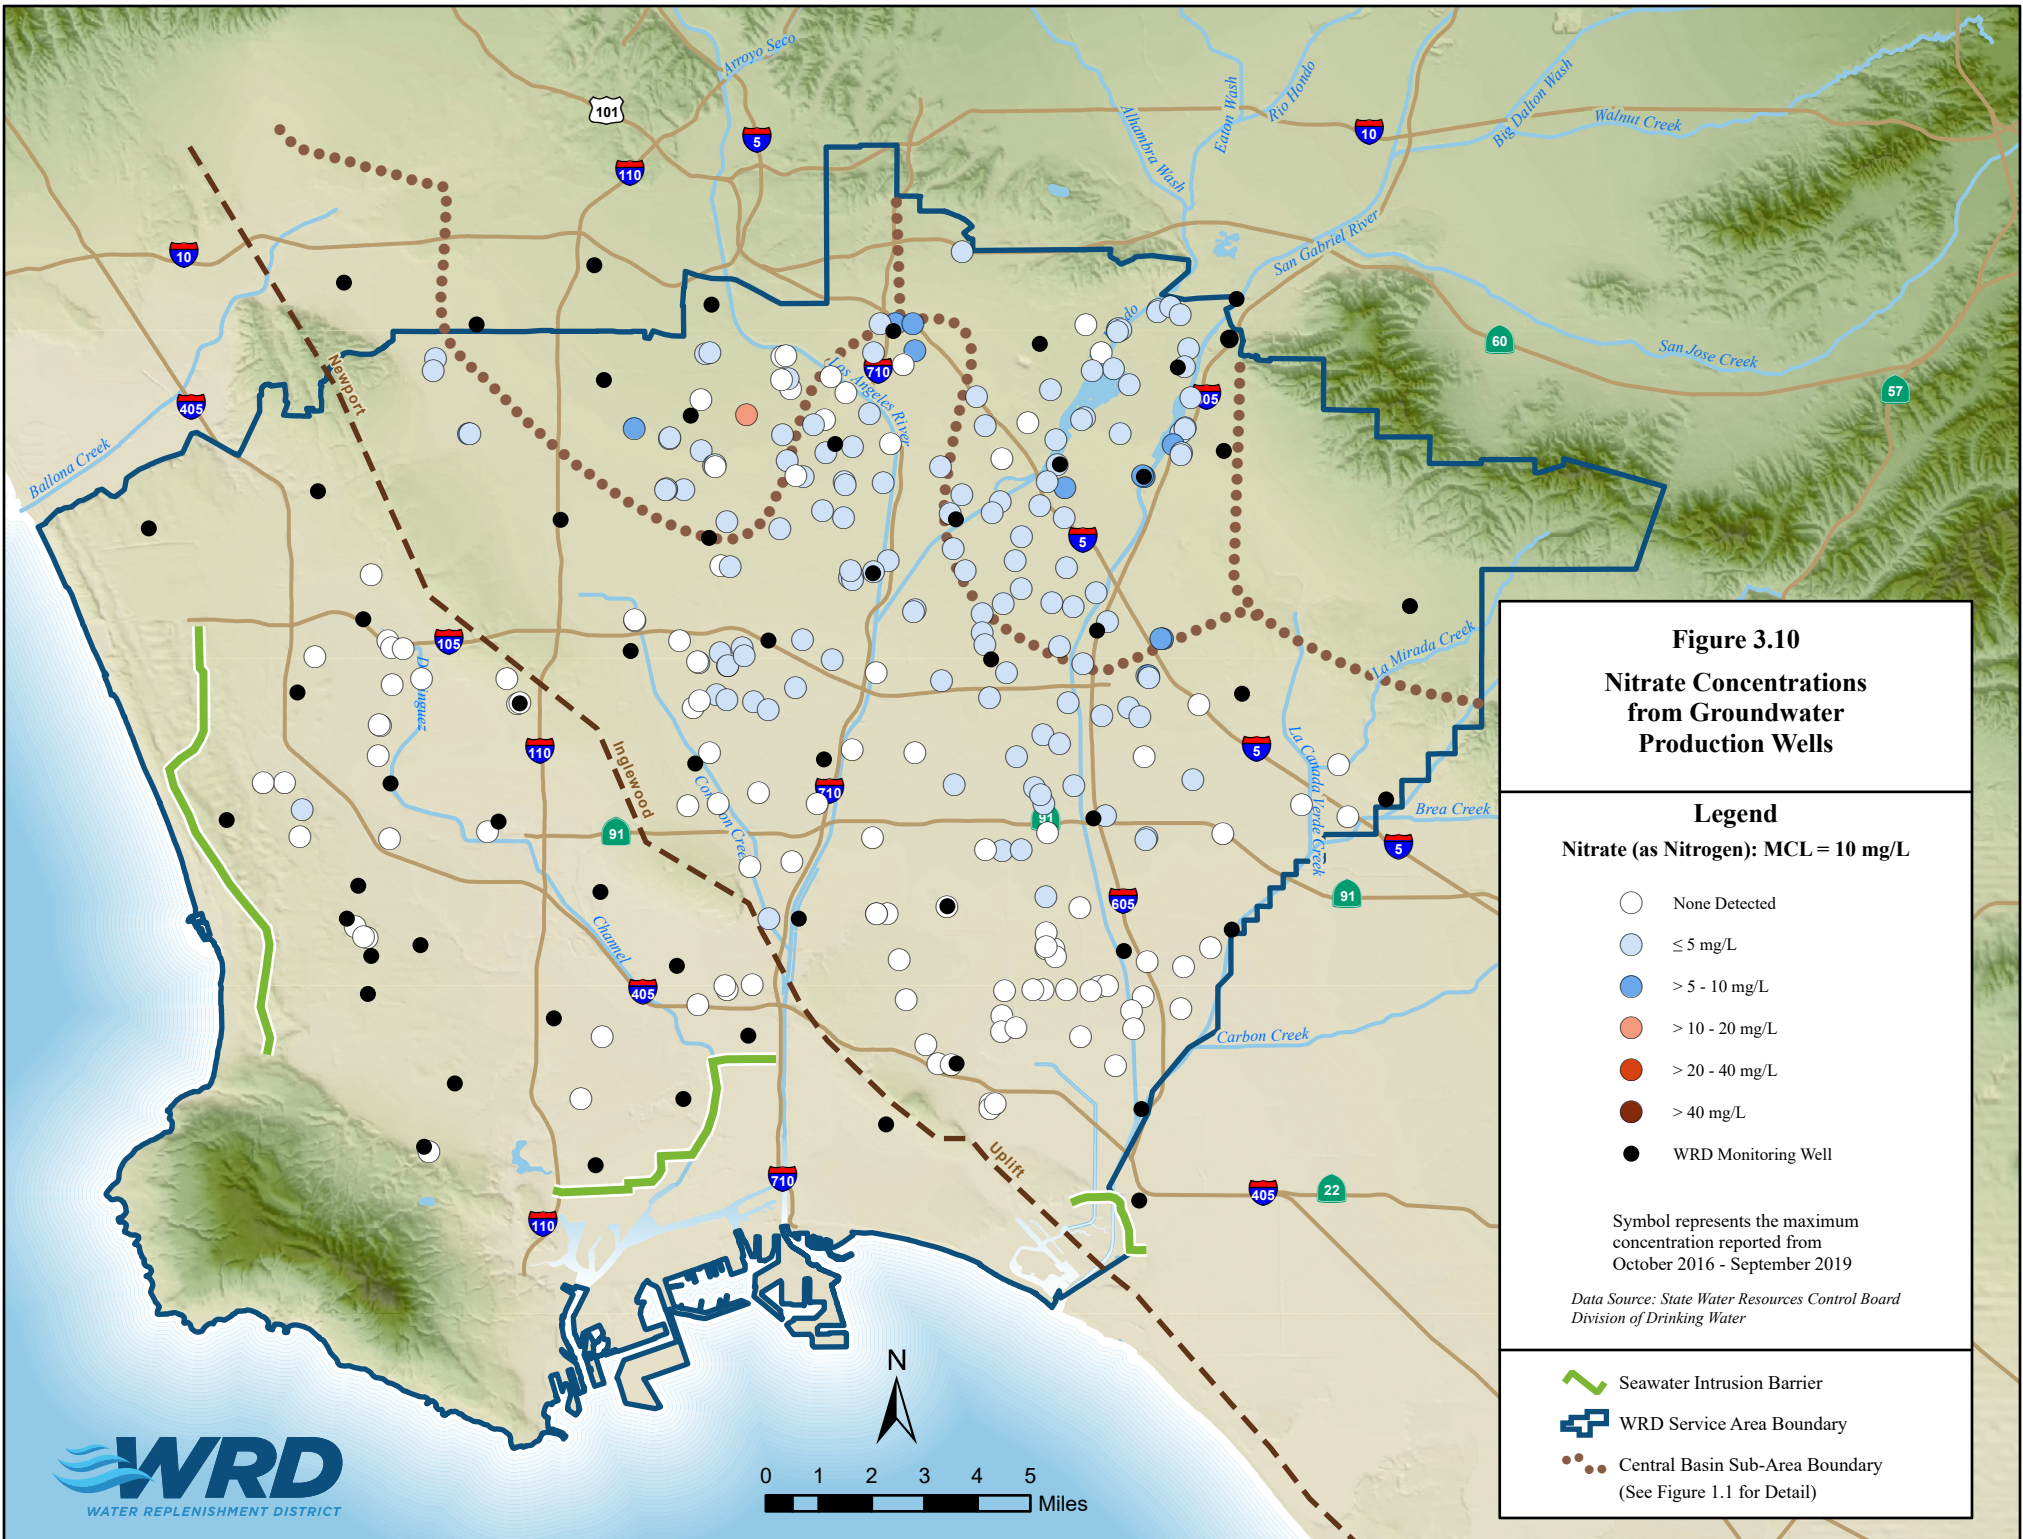 Arroyo Seco
Eaton Wash
Rio Hondo
Alhambra Wash
Big Dalton Wash
Walnut Creek
101
5
10
110
10
San Gabriel River
60
San Jose Creek
57
Newport
405
710
Los Angeles River
Ballona Creek
5
105
La Mirada Creek
110
Inglewood
5
La Canada Verde Creek
710
91
91
Brea Creek
5
605
91
Channel
405
Carbon Creek
Uplift
710
405
22
110
Figure 3.10
Nitrate Concentrations
from Groundwater
Production Wells
Legend
Nitrate (as Nitrogen): MCL = 10 mg/L
None Detected
≤ 5 mg/L
> 5 - 10 mg/L
> 10 - 20 mg/L
> 20 - 40 mg/L
> 40 mg/L
WRD Monitoring Well
Symbol represents the maximum
concentration reported from
October 2016 - September 2019
Data Source: State Water Resources Control Board
Division of Drinking Water
Seawater Intrusion Barrier
WRD Service Area Boundary
Central Basin Sub-Area Boundary
(See Figure 1.1 for Detail)
N
0 1 2 3 4 5
Miles
WRD
WATER REPLENISHMENT DISTRICT